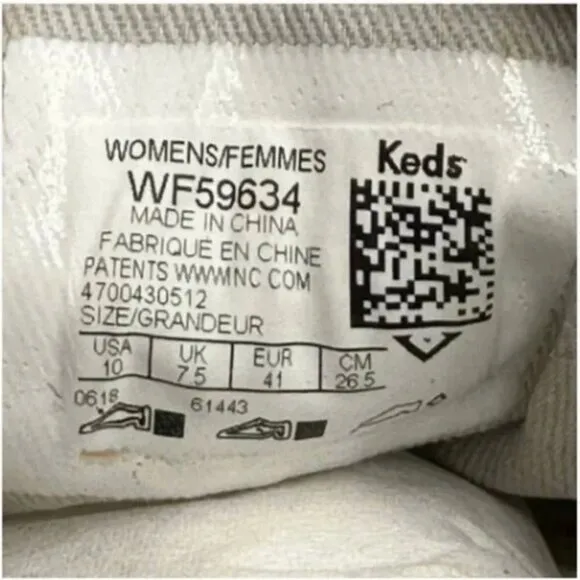 WOMENS/FEMMES
Keds
WF59634
MADE IN CHINA
FABRIQUÉ EN CHINE
PATENTS WWWINC COM
4700430512
SIZE/GRANDEUR
USA UK EUR CM
10 7.5 41 26.5
0618 61443